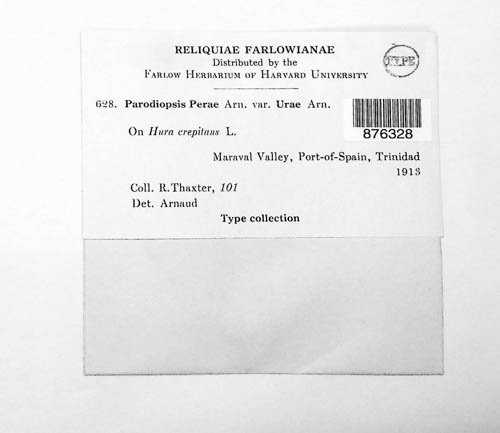 RELIQUIAE FARLOWIANAE
Distributed by the
FARLOW HERBARIUM OF HARVARD UNIVERSITY
TYPE
628. Parodiopsis Perae Arn. var. Urae Arn.
876328
On Hura crepitans L.
Maraval Valley, Port-of-Spain, Trinidad
1913
Coll. R. Thaxter, 101
Det. Arnaud
Type collection